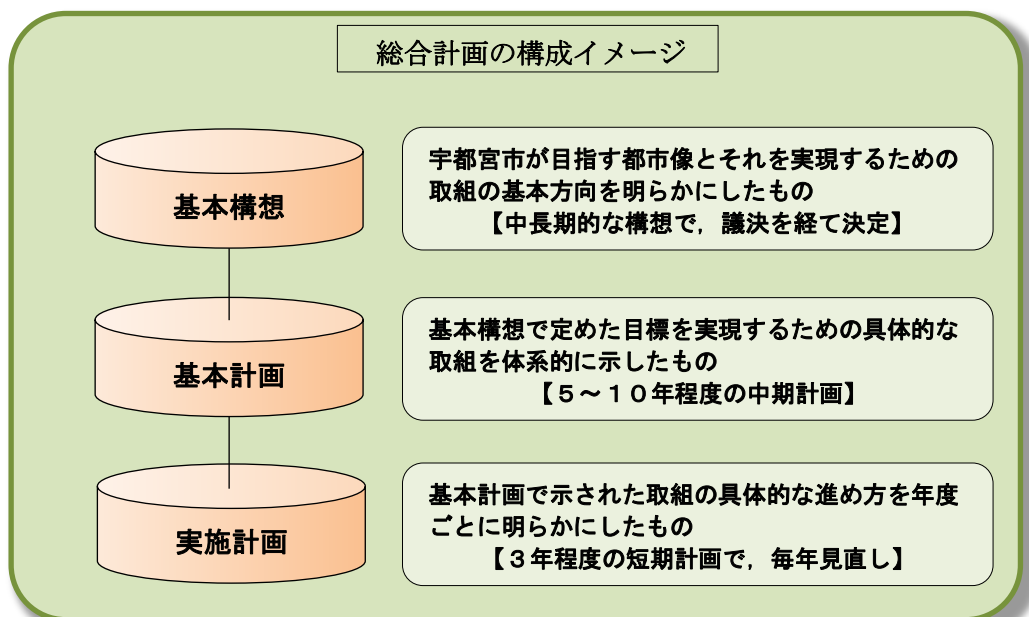 総合計画の構成イメージ
基本構想
宇都宮市が目指す都市像とそれを実現するための
取組の基本方向を明らかにしたもの
【中長期的な構想で，議決を経て決定】
基本計画
基本構想で定めた目標を実現するための具体的な
取組を体系的に示したもの
【５～１０年程度の中期計画】
実施計画
基本計画で示された取組の具体的な進め方を年度
ごとに明らかにしたもの
【３年程度の短期計画で，毎年見直し】